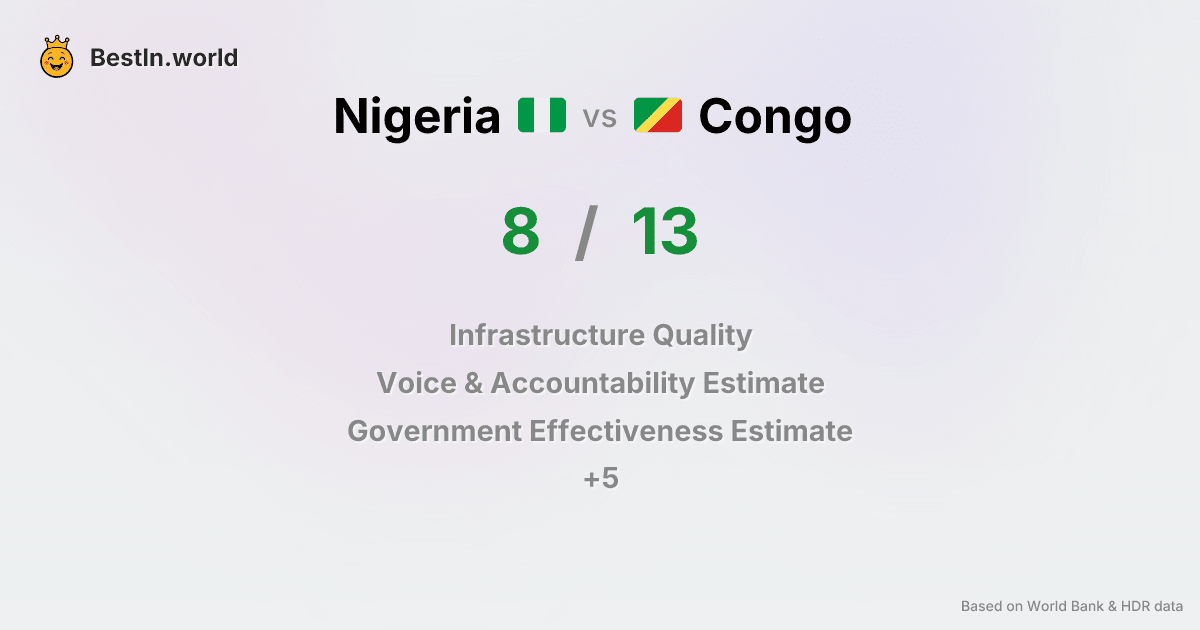 BestIn.world
Nigeria vs Congo
8 / 13
Infrastructure Quality
Voice & Accountability Estimate
Government Effectiveness Estimate
+5
Based on World Bank & HDR data